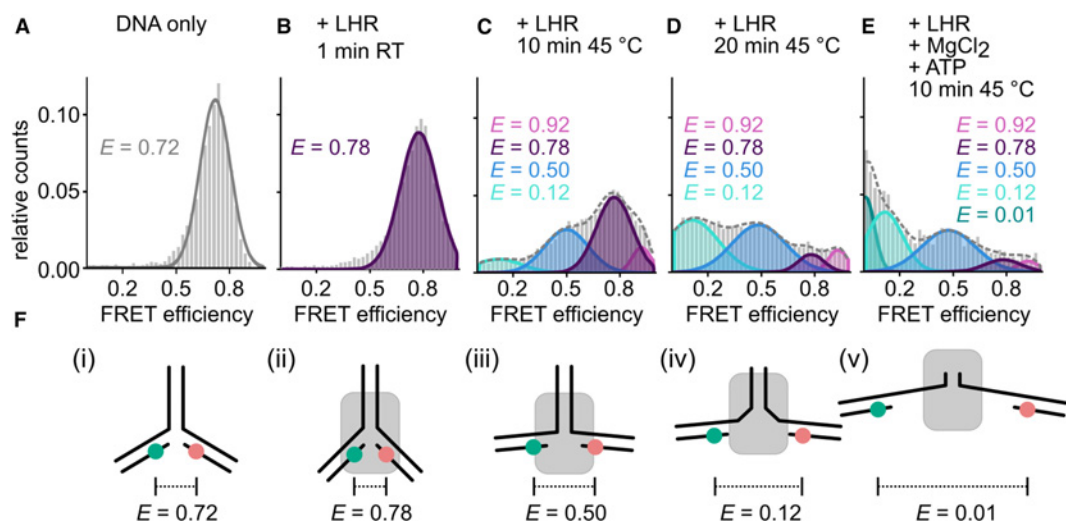 A
DNA only
B
+ LHR
1 min RT
C
+ LHR
10 min 45 °C
D
+ LHR
20 min 45 °C
E
+ LHR
+ MgCl2
+ ATP
10 min 45 °C
relative counts
0.10
0.05
0.00
E = 0.72
E = 0.78
E = 0.92
E = 0.78
E = 0.50
E = 0.12
E = 0.92
E = 0.78
E = 0.50
E = 0.12
E = 0.92
E = 0.78
E = 0.50
E = 0.12
E = 0.01
0.2 0.5 0.8
0.2 0.5 0.8
0.2 0.5 0.8
0.2 0.5 0.8
0.2 0.5 0.8
FRET efficiency
FRET efficiency
FRET efficiency
FRET efficiency
FRET efficiency
F
(i)
(ii)
(iii)
(iv)
(v)
E = 0.72
E = 0.78
E = 0.50
E = 0.12
E = 0.01